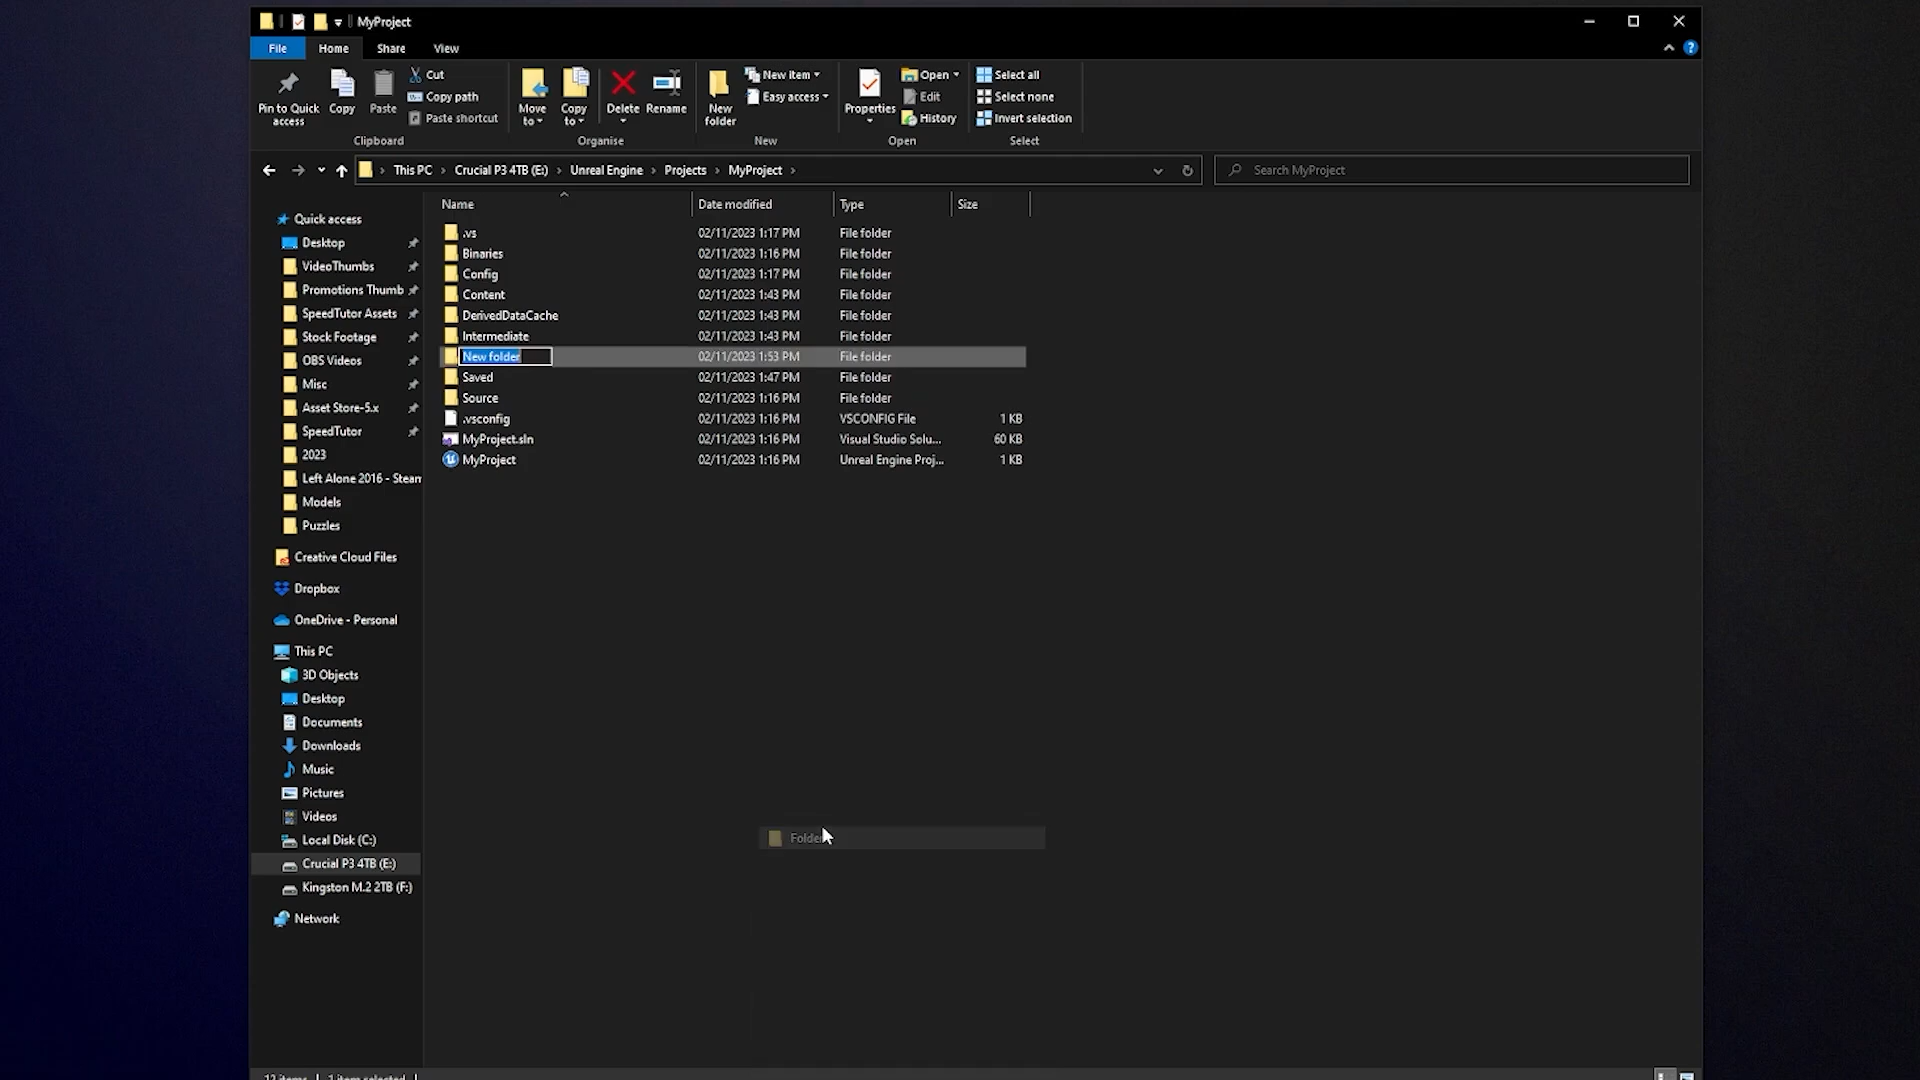 MyProject
File Home Share View
Pin to Quick access
Copy
Paste
Cut
Copy path
Paste shortcut
Clipboard
Move to
Copy to
Delete
Rename
Organise
New folder
New item
Easy access
New
Properties
Open
Edit
History
Open
Select all
Select none
Invert selection
Select
This PC > Crucial P3 4TB (E:) > Unreal Engine > Projects > MyProject >
Search MyProject
Name Date modified Type Size
.vs 02/11/2023 1:17 PM File folder
Binaries 02/11/2023 1:16 PM File folder
Config 02/11/2023 1:17 PM File folder
Content 02/11/2023 1:43 PM File folder
DerivedDataCache 02/11/2023 1:43 PM File folder
Intermediate 02/11/2023 1:43 PM File folder
New folder 02/11/2023 1:53 PM File folder
Saved 02/11/2023 1:47 PM File folder
Source 02/11/2023 1:16 PM File folder
.vsconfig 02/11/2023 1:16 PM VSCONFIG File 1 KB
MyProject.sln 02/11/2023 1:16 PM Visual Studio Solu... 60 KB
MyProject 02/11/2023 1:16 PM Unreal Engine Proj... 1 KB
Quick access
Desktop
VideoThumbs
Promotions Thumb
SpeedTutor Assets
Stock Footage
OBS Videos
Misc
Asset Store-5.x
SpeedTutor
2023
Left Alone 2016 - Steam
Models
Puzzles
Creative Cloud Files
Dropbox
OneDrive - Personal
This PC
3D Objects
Desktop
Documents
Downloads
Music
Pictures
Videos
Local Disk (C:)
Crucial P3 4TB (E:)
Kingston M.2 2TB (F:)
Network
Folder
12 items 1 item selected